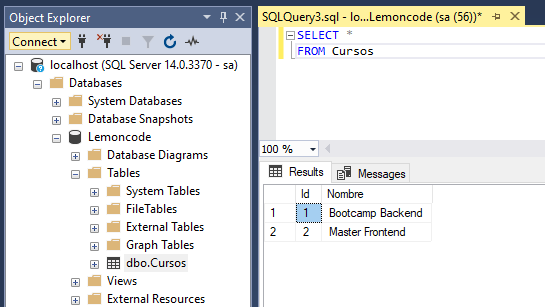 Object Explorer
Connect
localhost (SQL Server 14.0.3370 - sa)
Databases
System Databases
Database Snapshots
Lemoncode
Database Diagrams
Tables
System Tables
FileTables
External Tables
Graph Tables
dbo.Cursos
Views
External Resources
SQLQuery3.sql - lo...Lemoncode (sa (56))*
SELECT *
FROM Cursos
100 %
Results Messages
Id Nombre
1 1 Bootcamp Backend
2 2 Master Frontend